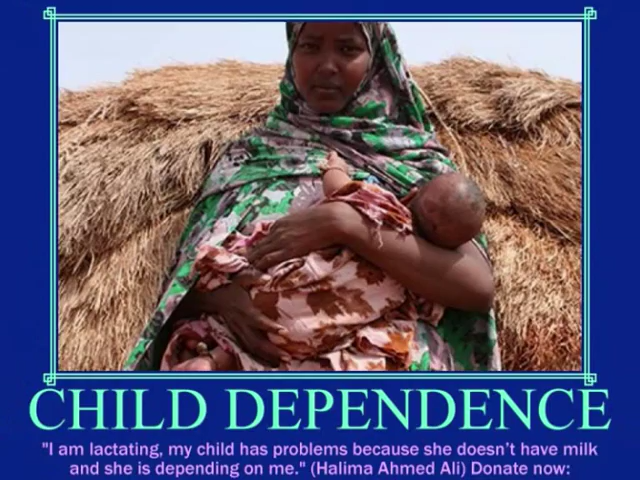 CHILD DEPENDENCE
"I am lactating, my child has problems because she doesn't have milk
and she is depending on me." (Halima Ahmed Ali) Donate now: